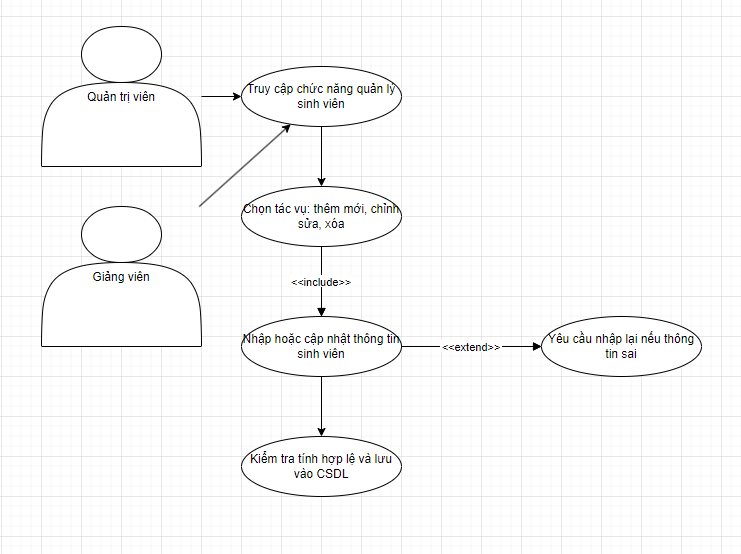 Quản trị viên
Truy cập chức năng quản lý
sinh viên
Chọn tác vụ: thêm mới, chỉnh
sửa, xóa
Giảng viên
<<include>>
Nhập hoặc cập nhật thông tin
sinh viên
<<extend>>
Yêu cầu nhập lại nếu thông
tin sai
Kiểm tra tính hợp lệ và lưu
vào CSDL